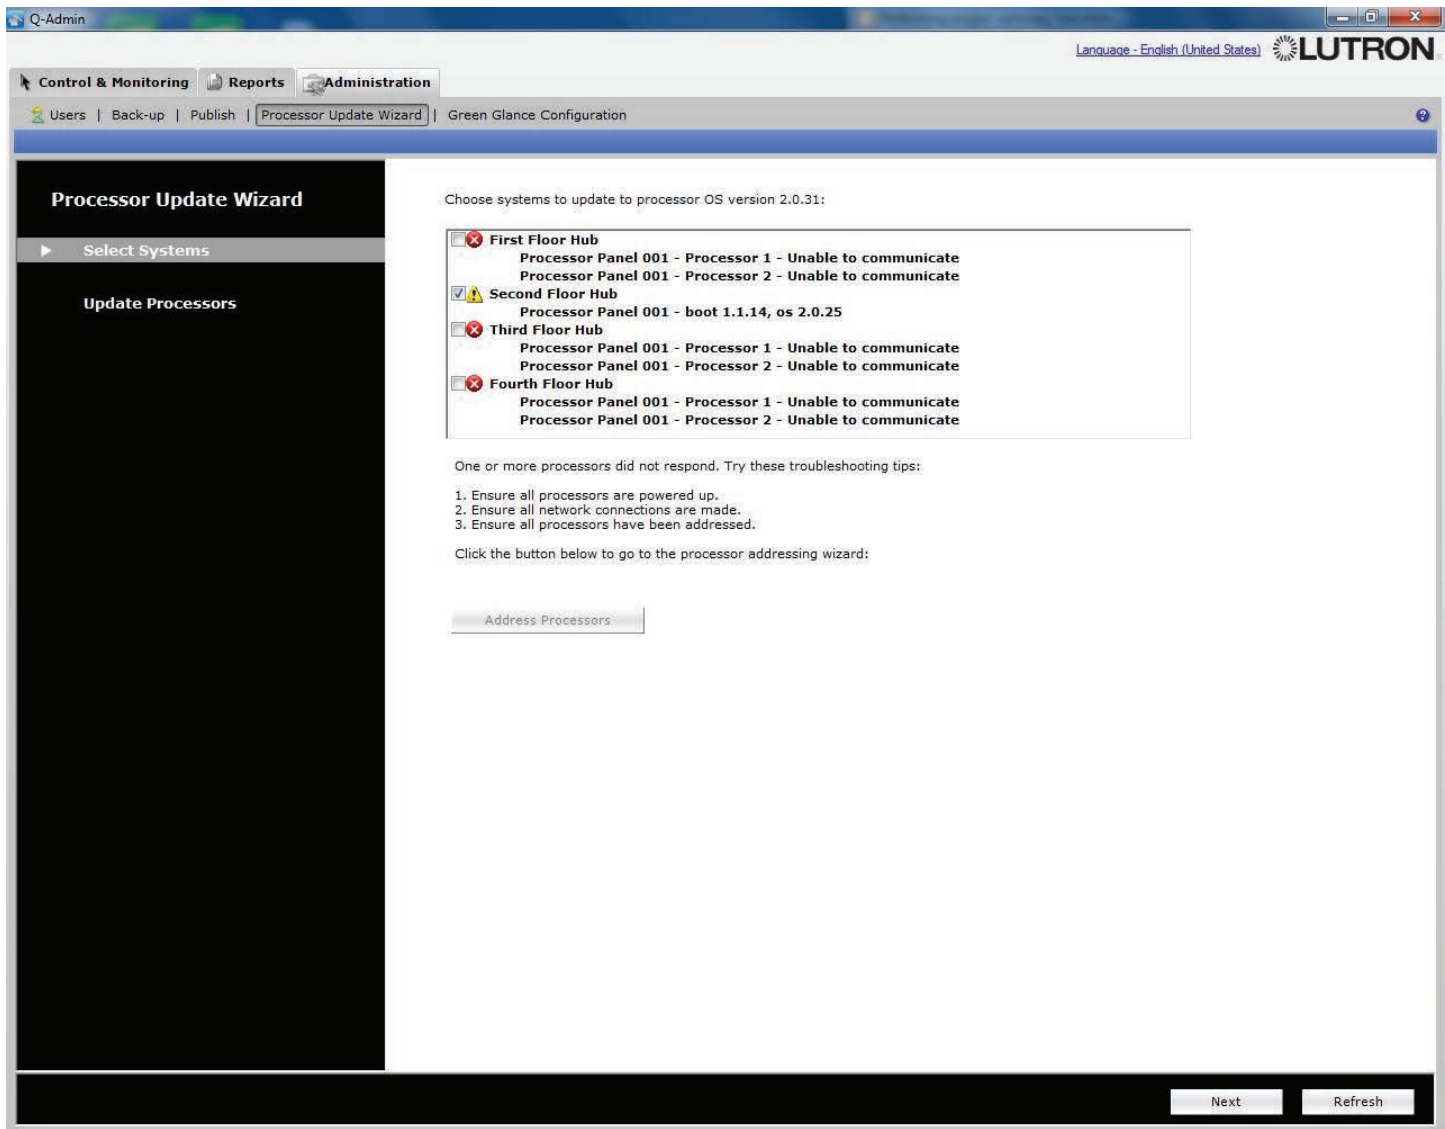 Q-Admin
Language - English (United States) LUTRON
Control & Monitoring Reports Administration
Users | Back-up | Publish | Processor Update Wizard | Green Glance Configuration
Processor Update Wizard
Select Systems
Update Processors
Choose systems to update to processor OS version 2.0.31:
First Floor Hub
Processor Panel 001 - Processor 1 - Unable to communicate
Processor Panel 001 - Processor 2 - Unable to communicate
Second Floor Hub
Processor Panel 001 - boot 1.1.14, os 2.0.25
Third Floor Hub
Processor Panel 001 - Processor 1 - Unable to communicate
Processor Panel 001 - Processor 2 - Unable to communicate
Fourth Floor Hub
Processor Panel 001 - Processor 1 - Unable to communicate
Processor Panel 001 - Processor 2 - Unable to communicate
One or more processors did not respond. Try these troubleshooting tips:
1. Ensure all processors are powered up.
2. Ensure all network connections are made.
3. Ensure all processors have been addressed.
Click the button below to go to the processor addressing wizard:
Address Processors
Next Refresh